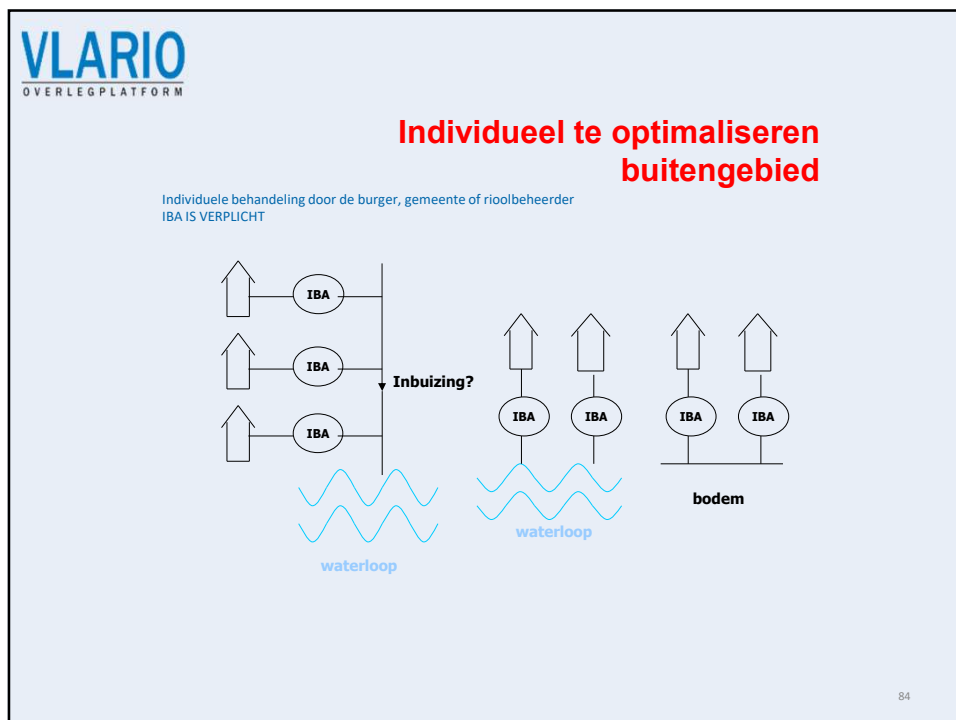 VLARIO
OVERLEGPLATFORM
Individueel te optimaliseren
buitengebied
Individuele behandeling door de burger, gemeente of rioolbeheerder
IBA IS VERPLICHT
IBA
IBA
Inbuizing?
IBA
IBA
IBA
IBA
IBA
bodem
waterloop
waterloop
84